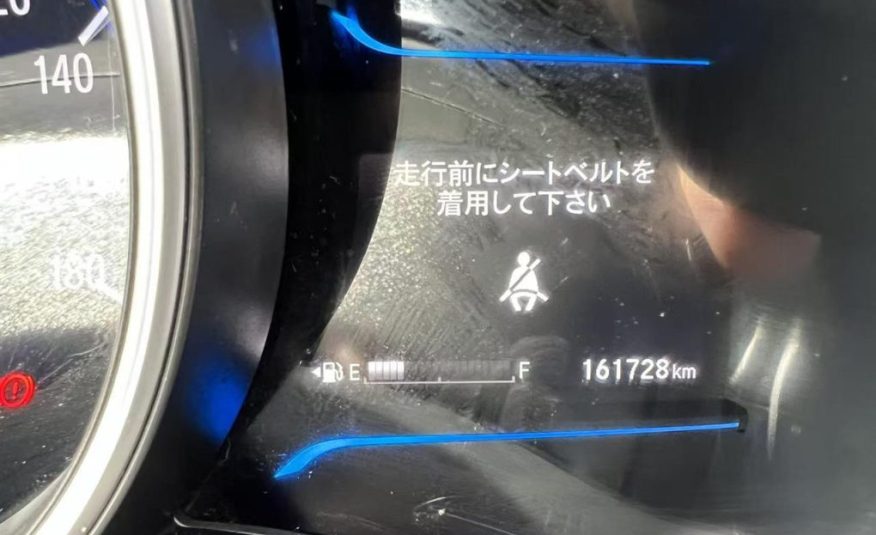 140
走行前にシートベルトを
着用して下さい
180
E F 161728km